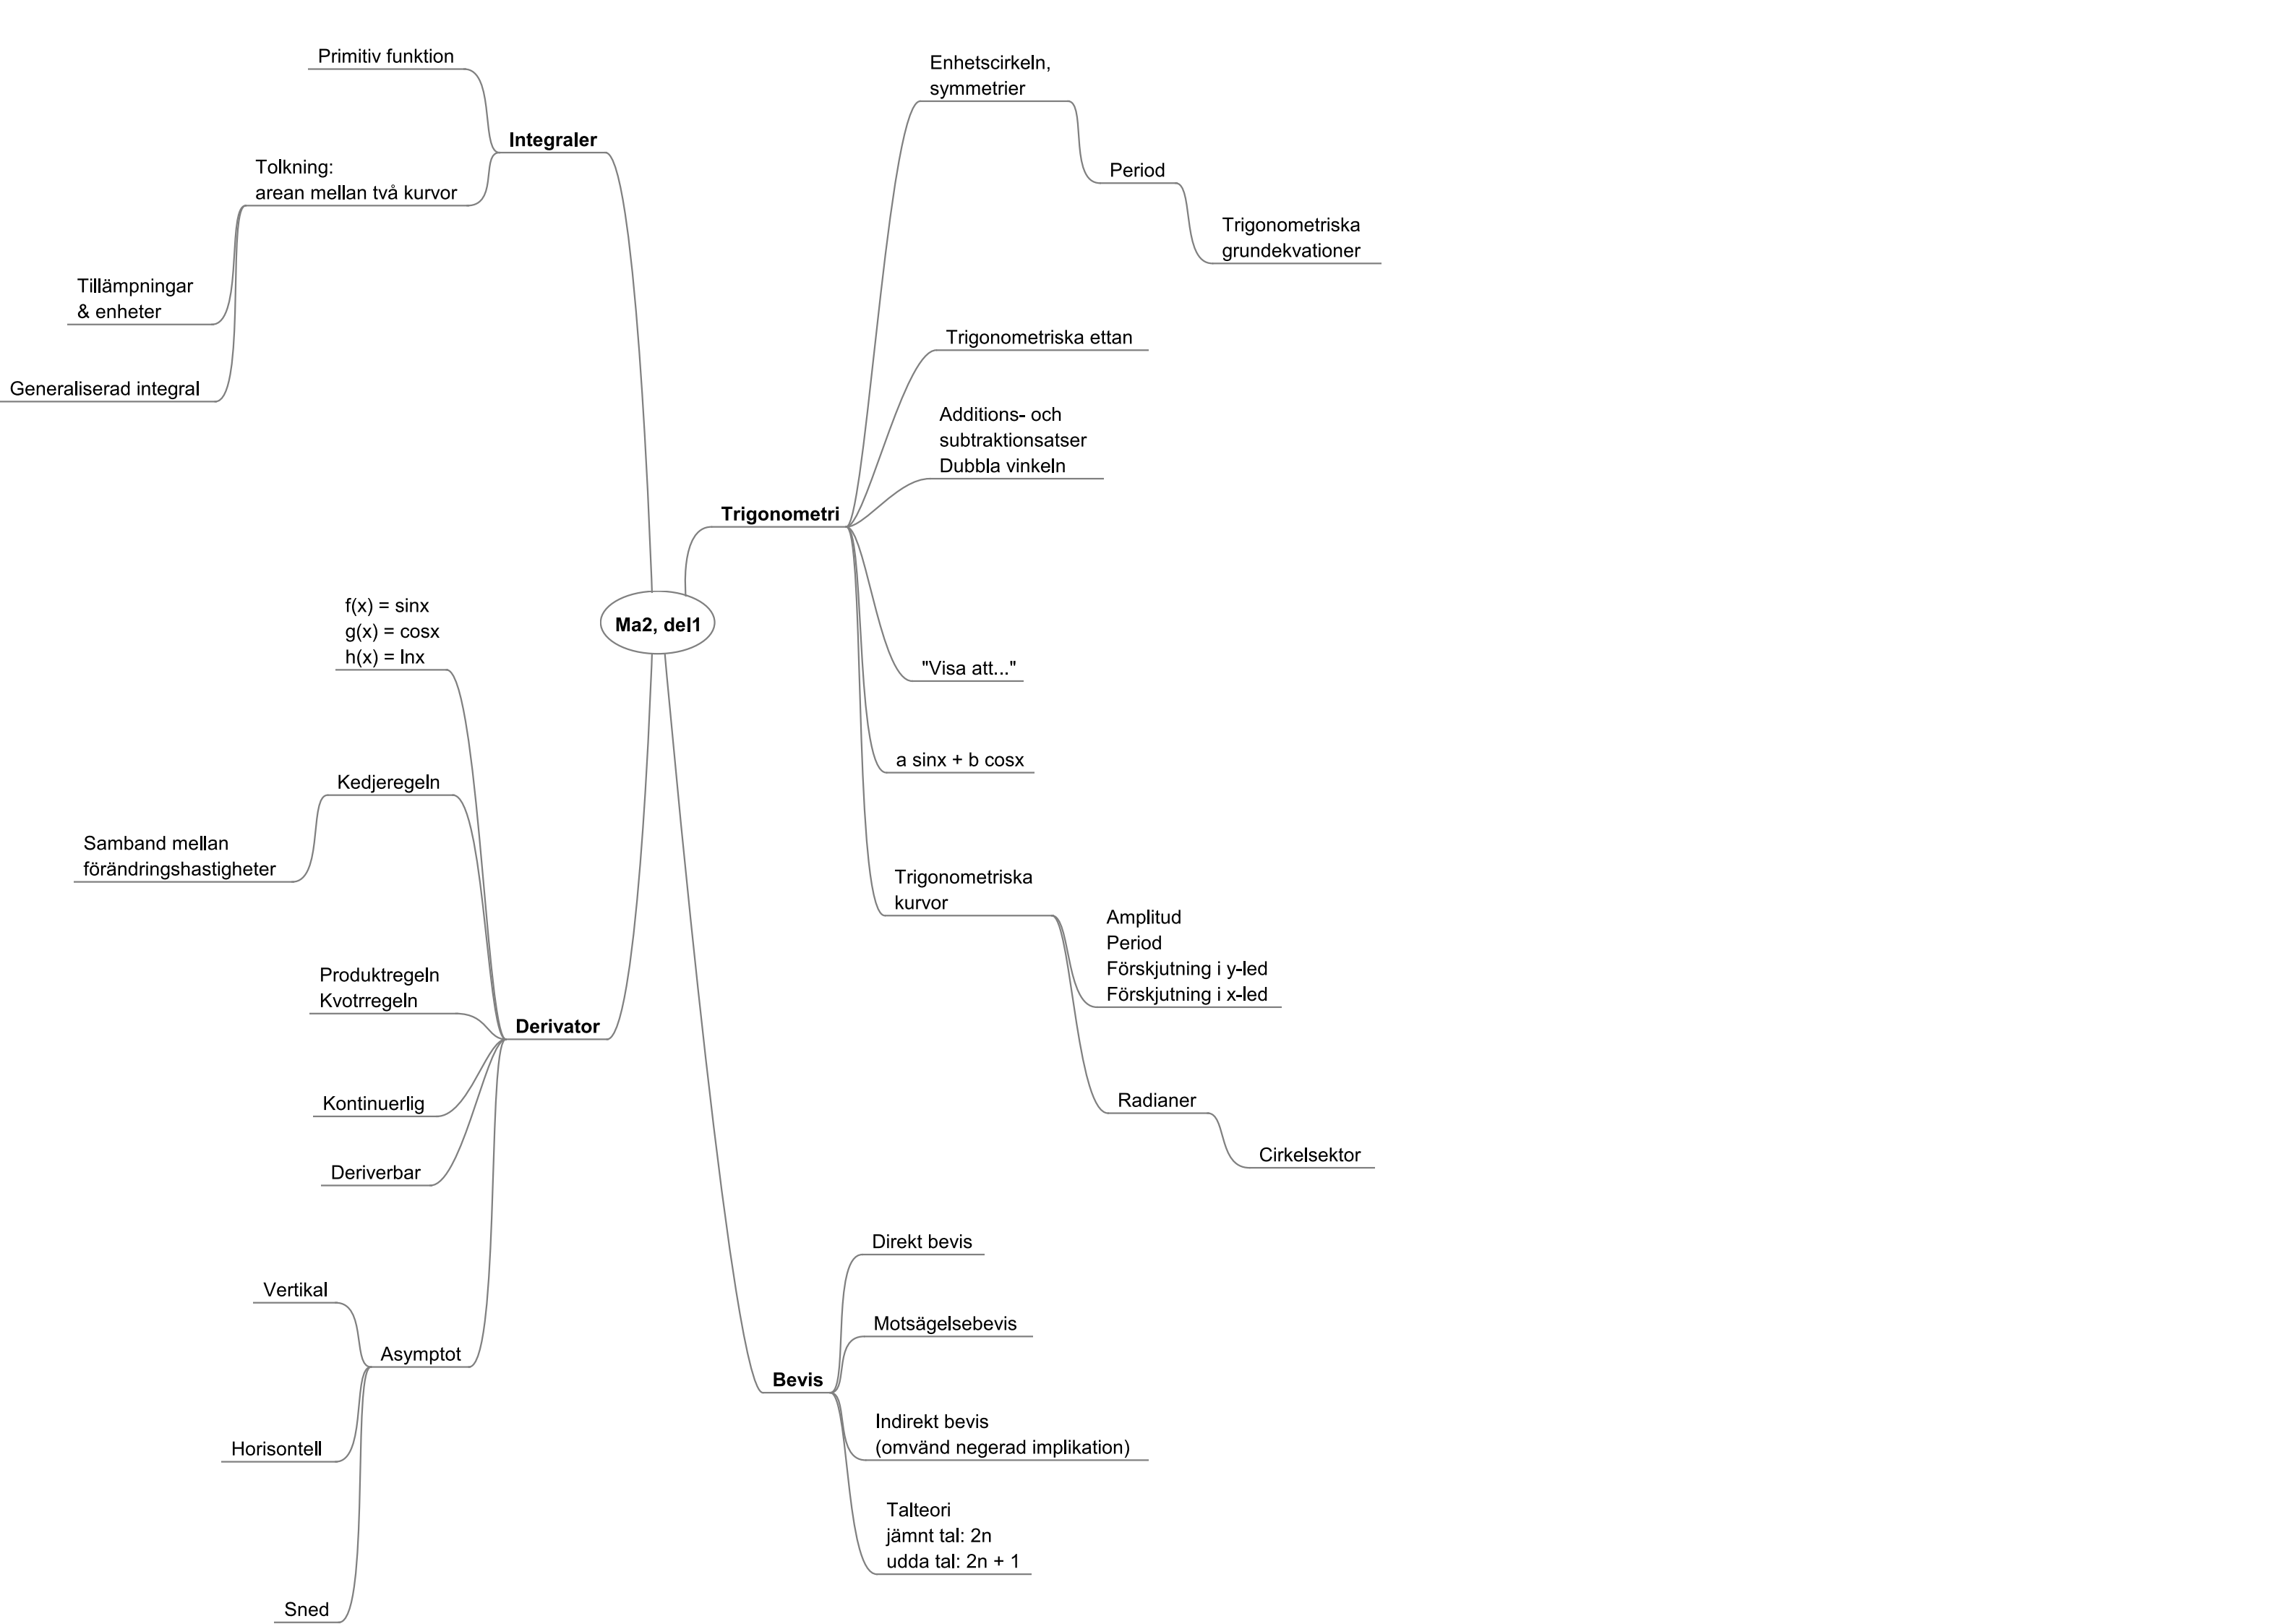 Ma2, del1
Trigonometri
Enhetscirkeln,
symmetrier
Period
Trigonometriska
grundekvationer
Trigonometriska ettan
Additions- och
subtraktionsatser
Dubbla vinkeln
"Visa att..."
a sinx + b cosx
Trigonometriska
kurvor
Amplitud
Period
Förskjutning i y-led
Förskjutning i x-led
Radianer
Cirkelsektor
Bevis
Direkt bevis
Motsägelsebevis
Indirekt bevis
(omvänd negerad implikation)
Talteori
jämnt tal: 2n
udda tal: 2n + 1
Integraler
Primitiv funktion
Tolkning:
arean mellan två kurvor
Tillämpningar
& enheter
Generaliserad integral
Derivator
f(x) = sinx
g(x) = cosx
h(x) = lnx
Kedjeregeln
Samband mellan
förändringshastigheter
Produktregeln
Kvotrregeln
Kontinuerlig
Deriverbar
Asymptot
Vertikal
Horisontell
Sned